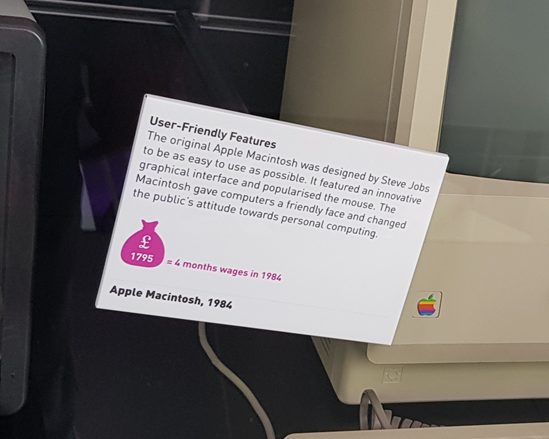 User-Friendly Features
The original Apple Macintosh was designed by Steve Jobs
to be as easy to use as possible. It featured an innovative
graphical interface and popularised the mouse. The
Macintosh gave computers a friendly face and changed
the public's attitude towards personal computing.
£
1795
= 4 months wages in 1984
Apple Macintosh, 1984